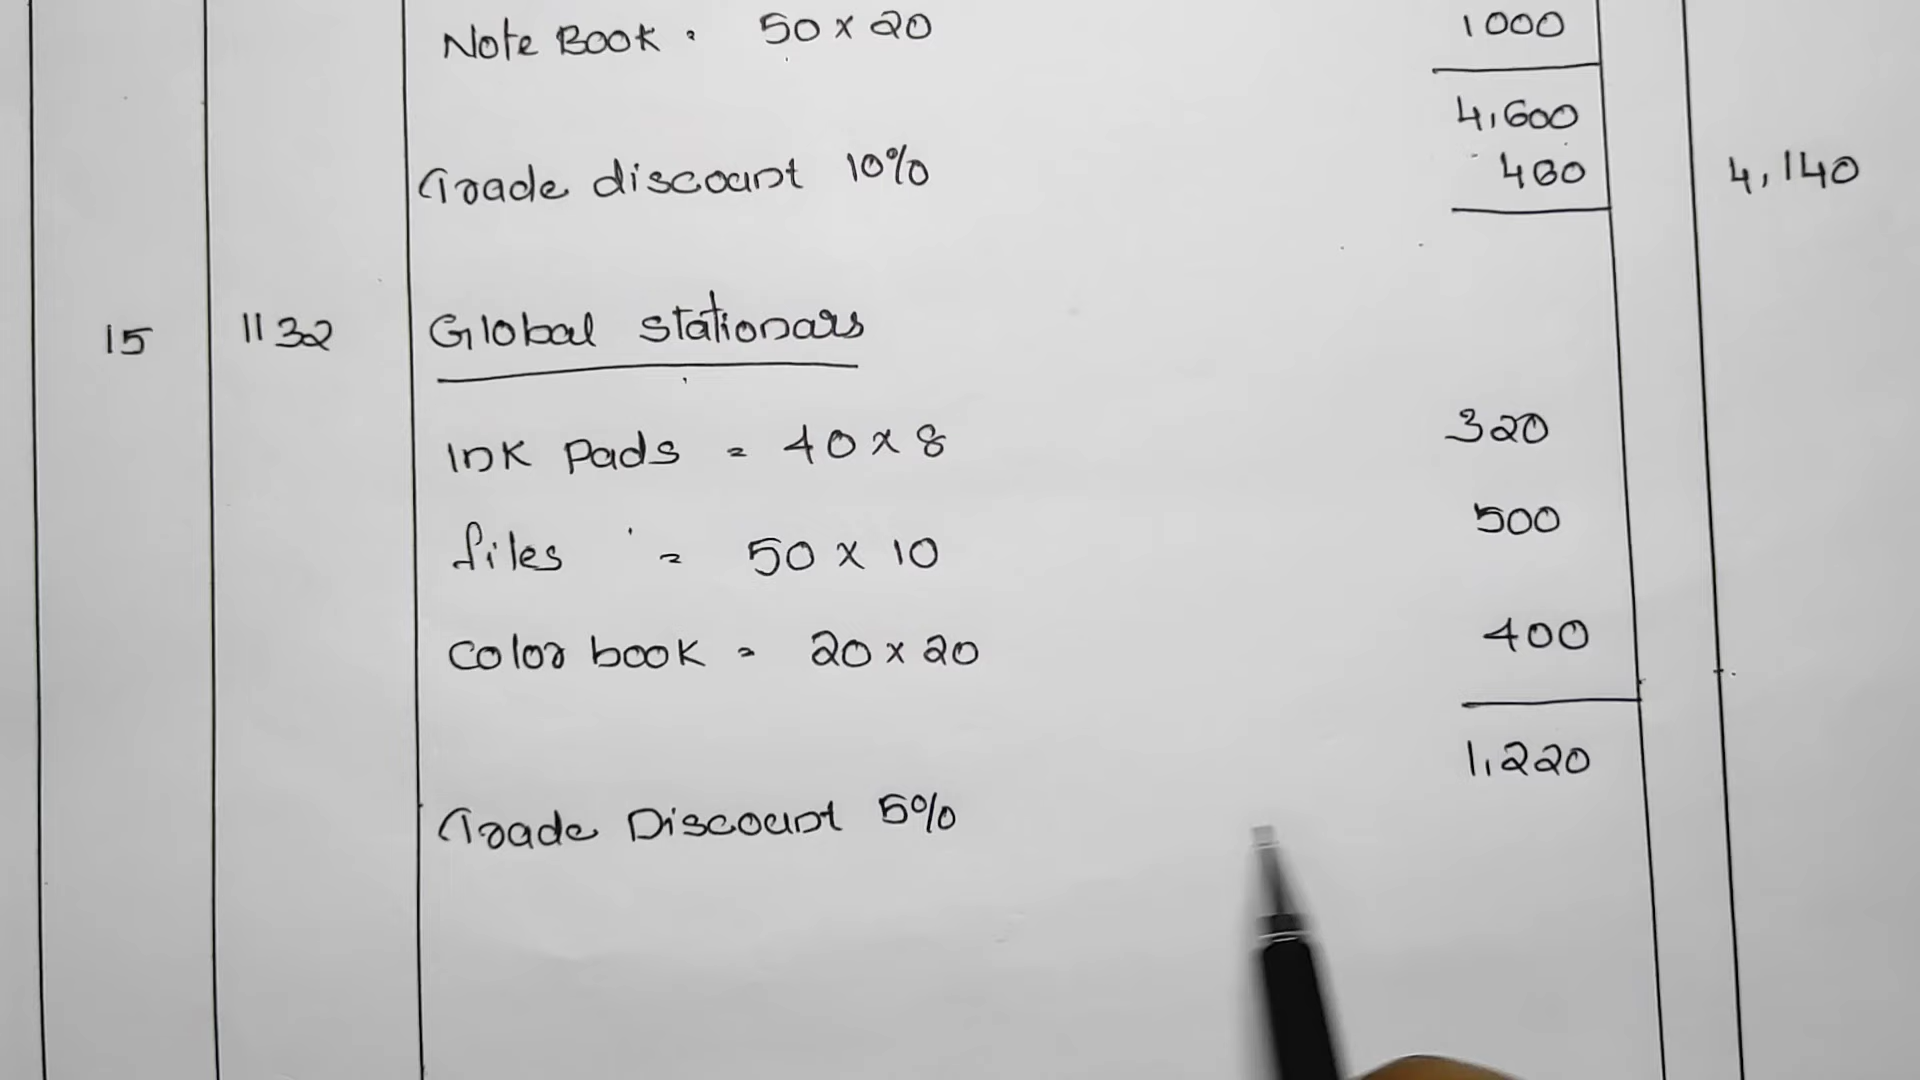 Note Book = 50 x 20 1000
4,600
Trade discount 10% 460 4,140
15 1132 Global Stationars
Ink Pads = 40 x 8 320
files = 50 x 10 500
color book = 20 x 20 400
1,220
Trade Discount 5%